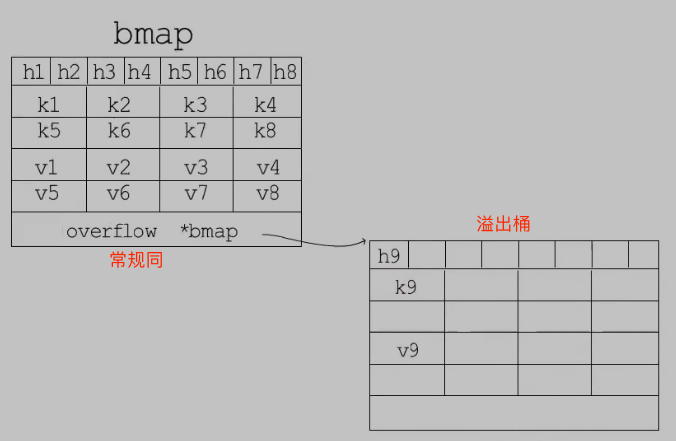 bmap
h1 h2 h3 h4 h5 h6 h7 h8
k1 k2 k3 k4
k5 k6 k7 k8
v1 v2 v3 v4
v5 v6 v7 v8
overflow *bmap
常规同
溢出桶
h9
k9
v9